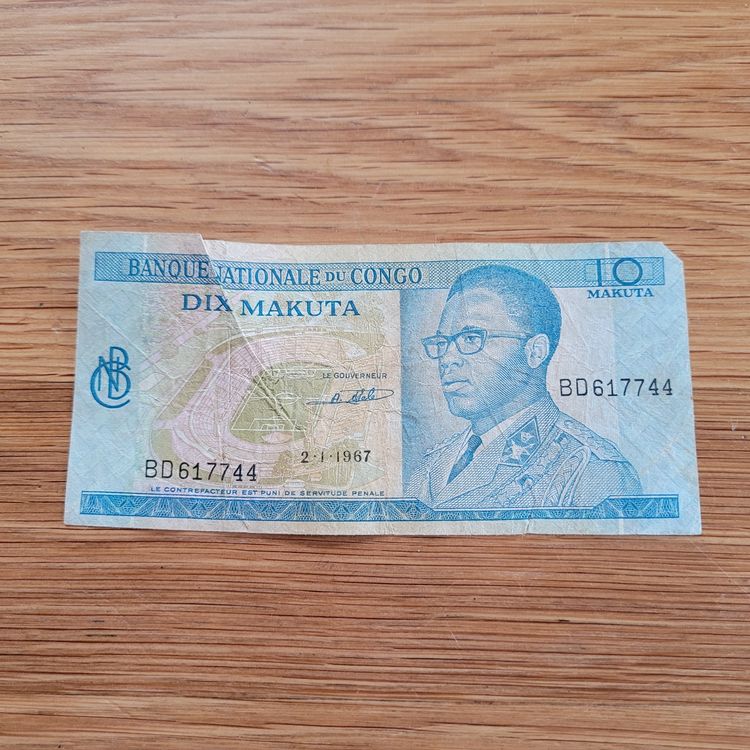 BANQUE NATIONALE DU CONGO
10
MAKUTA
DIX MAKUTA
NBC
LE GOUVERNEUR
BD617744
2·1·1967
BD617744
LE CONTREFACTEUR EST PUNI DE SERVITUDE PENALE